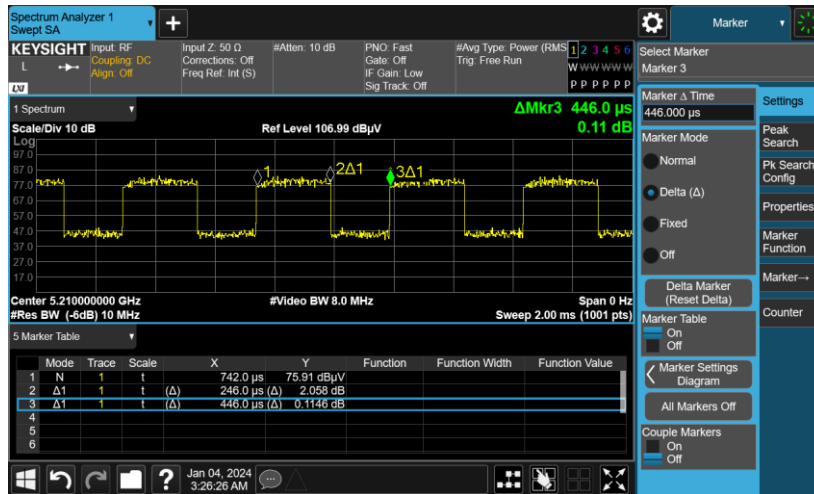 Spectrum Analyzer 1
Swept SA
+
Marker
KEYSIGHT
L
LXI
Input: RF
Coupling: DC
Align: Off
Input Z: 50 Ω
Corrections: Off
Freq Ref: Int (S)
#Atten: 10 dB
PNO: Fast
Gate: Off
IF Gain: Low
Sig Track: Off
#Avg Type: Power (RMS
Trig: Free Run
1 2 3 4 5 6
W W W W W W
P P P P P P
Select Marker
Marker 3
1 Spectrum
ΔMkr3 446.0 µs
0.11 dB
Scale/Div 10 dB
Ref Level 106.99 dBµV
Log
97.0
87.0
77.0
67.0
57.0
47.0
37.0
27.0
17.0
1
2Δ1
3Δ1
Center 5.210000000 GHz
#Video BW 8.0 MHz
Span 0 Hz
#Res BW (-6dB) 10 MHz
Sweep 2.00 ms (1001 pts)
5 Marker Table
Mode Trace Scale X Y Function Function Width Function Value
1 N 1 t 742.0 µs 75.91 dBµV
2 Δ1 1 t (Δ) 246.0 µs (Δ) 2.058 dB
3 Δ1 1 t (Δ) 446.0 µs (Δ) 0.1146 dB
4
5
6
Marker Δ Time
446.000 µs
Marker Mode
Normal
Delta (Δ)
Fixed
Off
Delta Marker
(Reset Delta)
Marker Table
On
Off
Marker Settings
Diagram
All Markers Off
Couple Markers
On
Off
Settings
Peak
Search
Pk Search
Config
Properties
Marker
Function
Marker→
Counter
?
Jan 04, 2024
3:26:26 AM